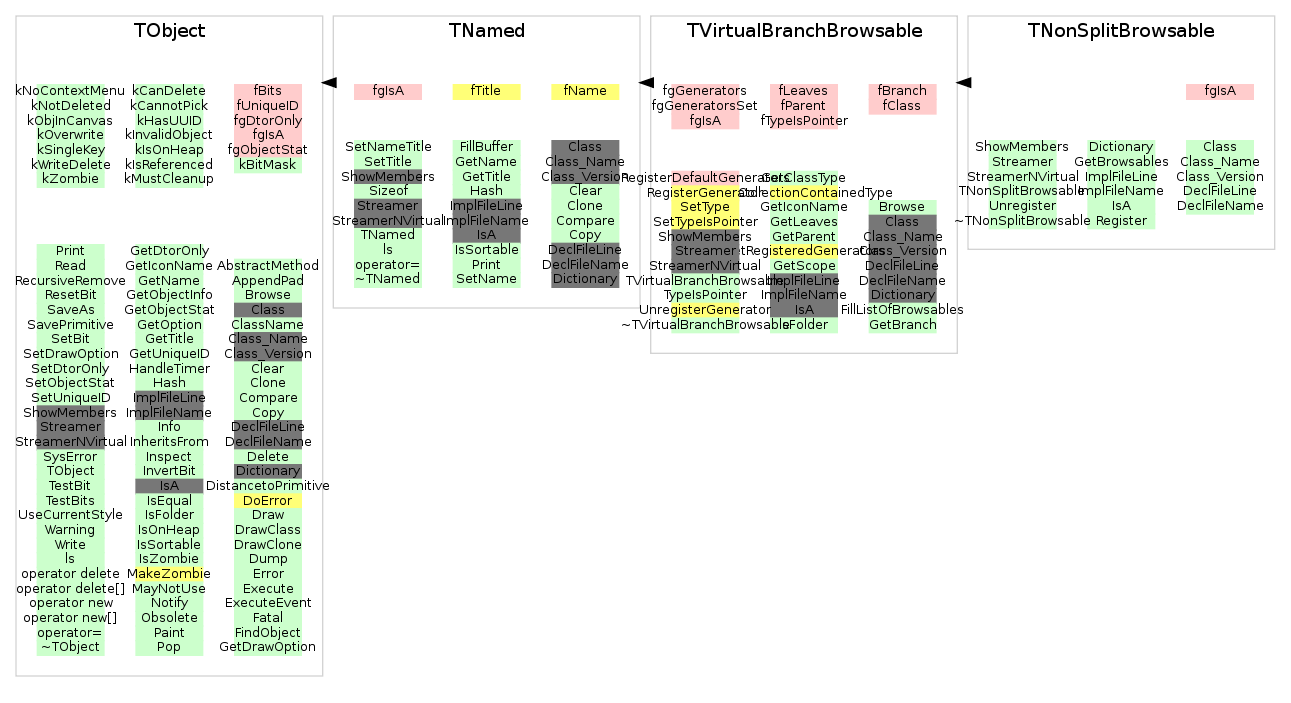 TObject
kNoContextMenu
kNotDeleted
kObjInCanvas
kOverwrite
kSingleKey
kWriteDelete
kZombie
kCanDelete
kCannotPick
kHasUUID
kInvalidObject
kIsOnHeap
kIsReferenced
kMustCleanup
fBits
fUniqueID
fgDtorOnly
fgIsA
fgObjectStat
kBitMask
Print
Read
RecursiveRemove
ResetBit
SaveAs
SavePrimitive
SetBit
SetDrawOption
SetDtorOnly
SetObjectStat
SetUniqueID
ShowMembers
Streamer
StreamerNVirtual
SysError
TObject
TestBit
TestBits
UseCurrentStyle
Warning
Write
ls
operator delete
operator delete[]
operator new
operator new[]
operator=
~TObject
GetDtorOnly
GetIconName
GetName
GetObjectInfo
GetObjectStat
GetOption
GetTitle
GetUniqueID
HandleTimer
Hash
ImplFileLine
ImplFileName
Info
InheritsFrom
Inspect
InvertBit
IsA
IsEqual
IsFolder
IsOnHeap
IsSortable
IsZombie
MakeZombie
MayNotUse
Notify
Obsolete
Paint
Pop
AbstractMethod
AppendPad
Browse
Class
ClassName
Class_Name
Class_Version
Clear
Clone
Compare
Copy
DeclFileLine
DeclFileName
Delete
Dictionary
DistancetoPrimitive
DoError
Draw
DrawClass
DrawClone
Dump
Error
Execute
ExecuteEvent
Fatal
FindObject
GetDrawOption
TNamed
fgIsA
fTitle
fName
SetNameTitle
SetTitle
ShowMembers
Sizeof
Streamer
StreamerNVirtual
TNamed
ls
operator=
~TNamed
FillBuffer
GetName
GetTitle
Hash
ImplFileLine
ImplFileName
IsA
IsSortable
Print
SetName
Class
Class_Name
Class_Version
Clear
Clone
Compare
Copy
DeclFileLine
DeclFileName
Dictionary
TVirtualBranchBrowsable
fgGenerators
fgGeneratorsSet
fgIsA
fLeaves
fParent
fTypeIsPointer
fBranch
fClass
RegisterDefaultGenerators
RegisterGenerator
SetType
SetTypeIsPointer
ShowMembers
Streamer
StreamerNVirtual
TVirtualBranchBrowsable
TypeIsPointer
UnregisterGenerator
~TVirtualBranchBrowsable
GetClassType
GetCollectionContainedType
GetIconName
GetLeaves
GetParent
GetRegisteredGenerators
GetScope
ImplFileLine
ImplFileName
IsA
IsFolder
Browse
Class
Class_Name
Class_Version
DeclFileLine
DeclFileName
Dictionary
FillListOfBrowsables
GetBranch
TNonSplitBrowsable
fgIsA
ShowMembers
Streamer
StreamerNVirtual
TNonSplitBrowsable
Unregister
~TNonSplitBrowsable
Dictionary
GetBrowsables
ImplFileLine
ImplFileName
IsA
Register
Class
Class_Name
Class_Version
DeclFileLine
DeclFileName